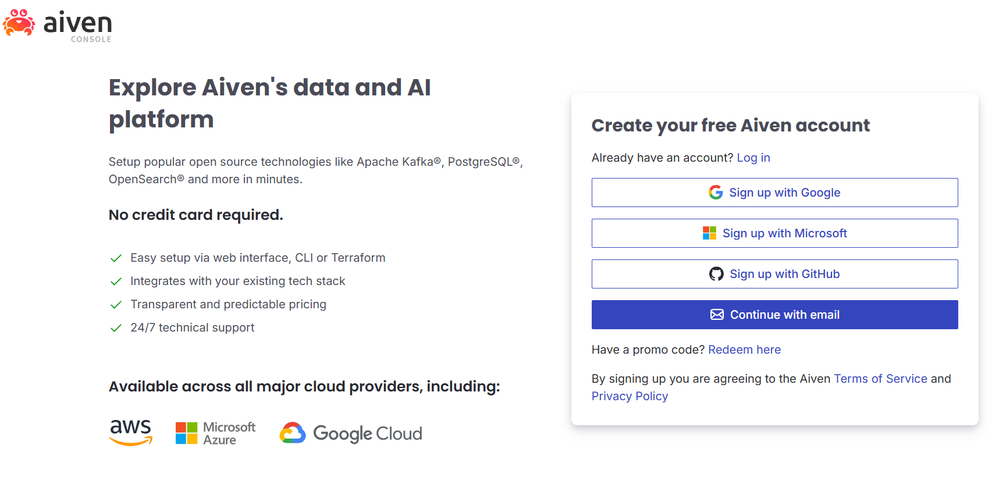 aiven
CONSOLE
Explore Aiven's data and AI
platform
Setup popular open source technologies like Apache Kafka®, PostgreSQL®,
OpenSearch® and more in minutes.
No credit card required.
Easy setup via web interface, CLI or Terraform
Integrates with your existing tech stack
Transparent and predictable pricing
24/7 technical support
Available across all major cloud providers, including:
aws
Microsoft
Azure
Google Cloud
Create your free Aiven account
Already have an account? Log in
Sign up with Google
Sign up with Microsoft
Sign up with GitHub
Continue with email
Have a promo code? Redeem here
By signing up you are agreeing to the Aiven Terms of Service and
Privacy Policy